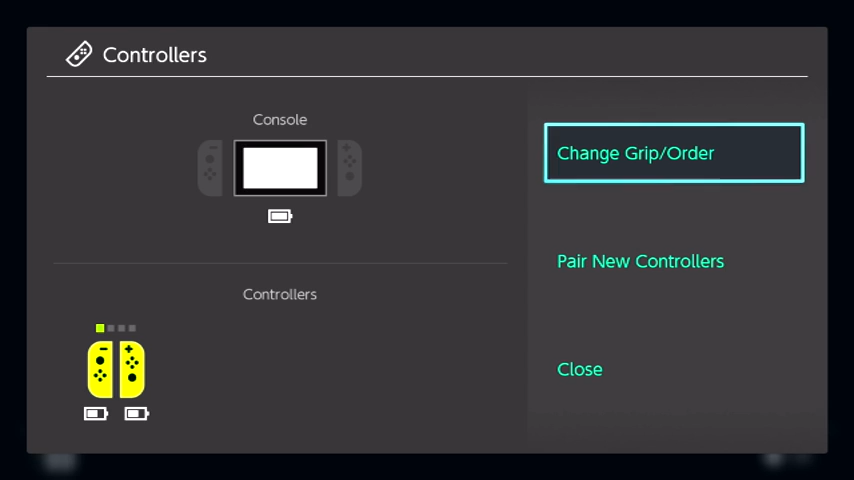 Controllers
Console
Change Grip/Order
Pair New Controllers
Controllers
Close